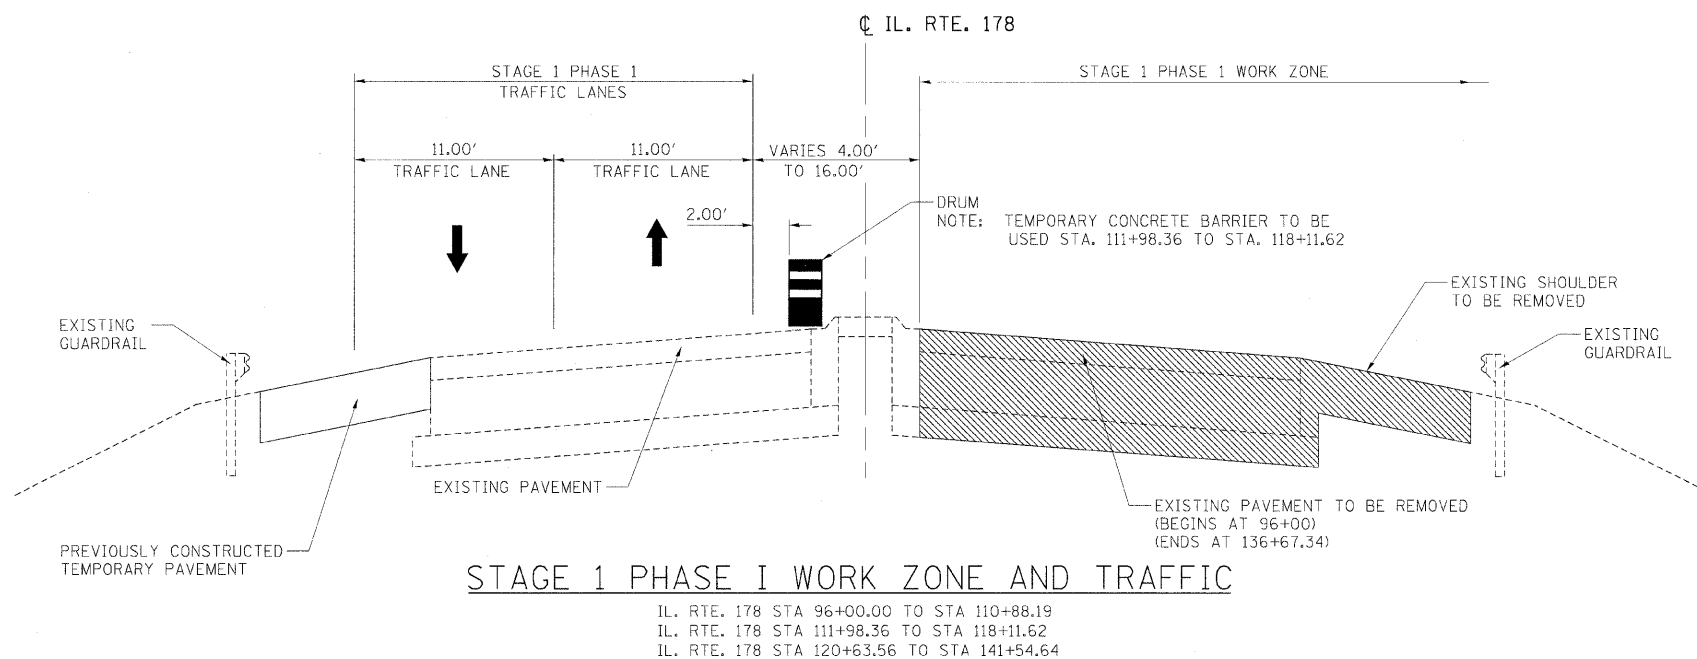 ℄ IL. RTE. 178
STAGE 1 PHASE 1
TRAFFIC LANES
STAGE 1 PHASE 1 WORK ZONE
11.00'
TRAFFIC LANE
11.00'
TRAFFIC LANE
VARIES 4.00'
TO 16.00'
2.00'
DRUM
NOTE: TEMPORARY CONCRETE BARRIER TO BE
USED STA. 111+98.36 TO STA. 118+11.62
EXISTING SHOULDER
TO BE REMOVED
EXISTING
GUARDRAIL
EXISTING
GUARDRAIL
EXISTING PAVEMENT
EXISTING PAVEMENT TO BE REMOVED
(BEGINS AT 96+00)
(ENDS AT 136+67.34)
PREVIOUSLY CONSTRUCTED
TEMPORARY PAVEMENT
STAGE 1 PHASE I WORK ZONE AND TRAFFIC
IL. RTE. 178 STA 96+00.00 TO STA 110+88.19
IL. RTE. 178 STA 111+98.36 TO STA 118+11.62
IL. RTE. 178 STA 120+63.56 TO STA 141+54.64